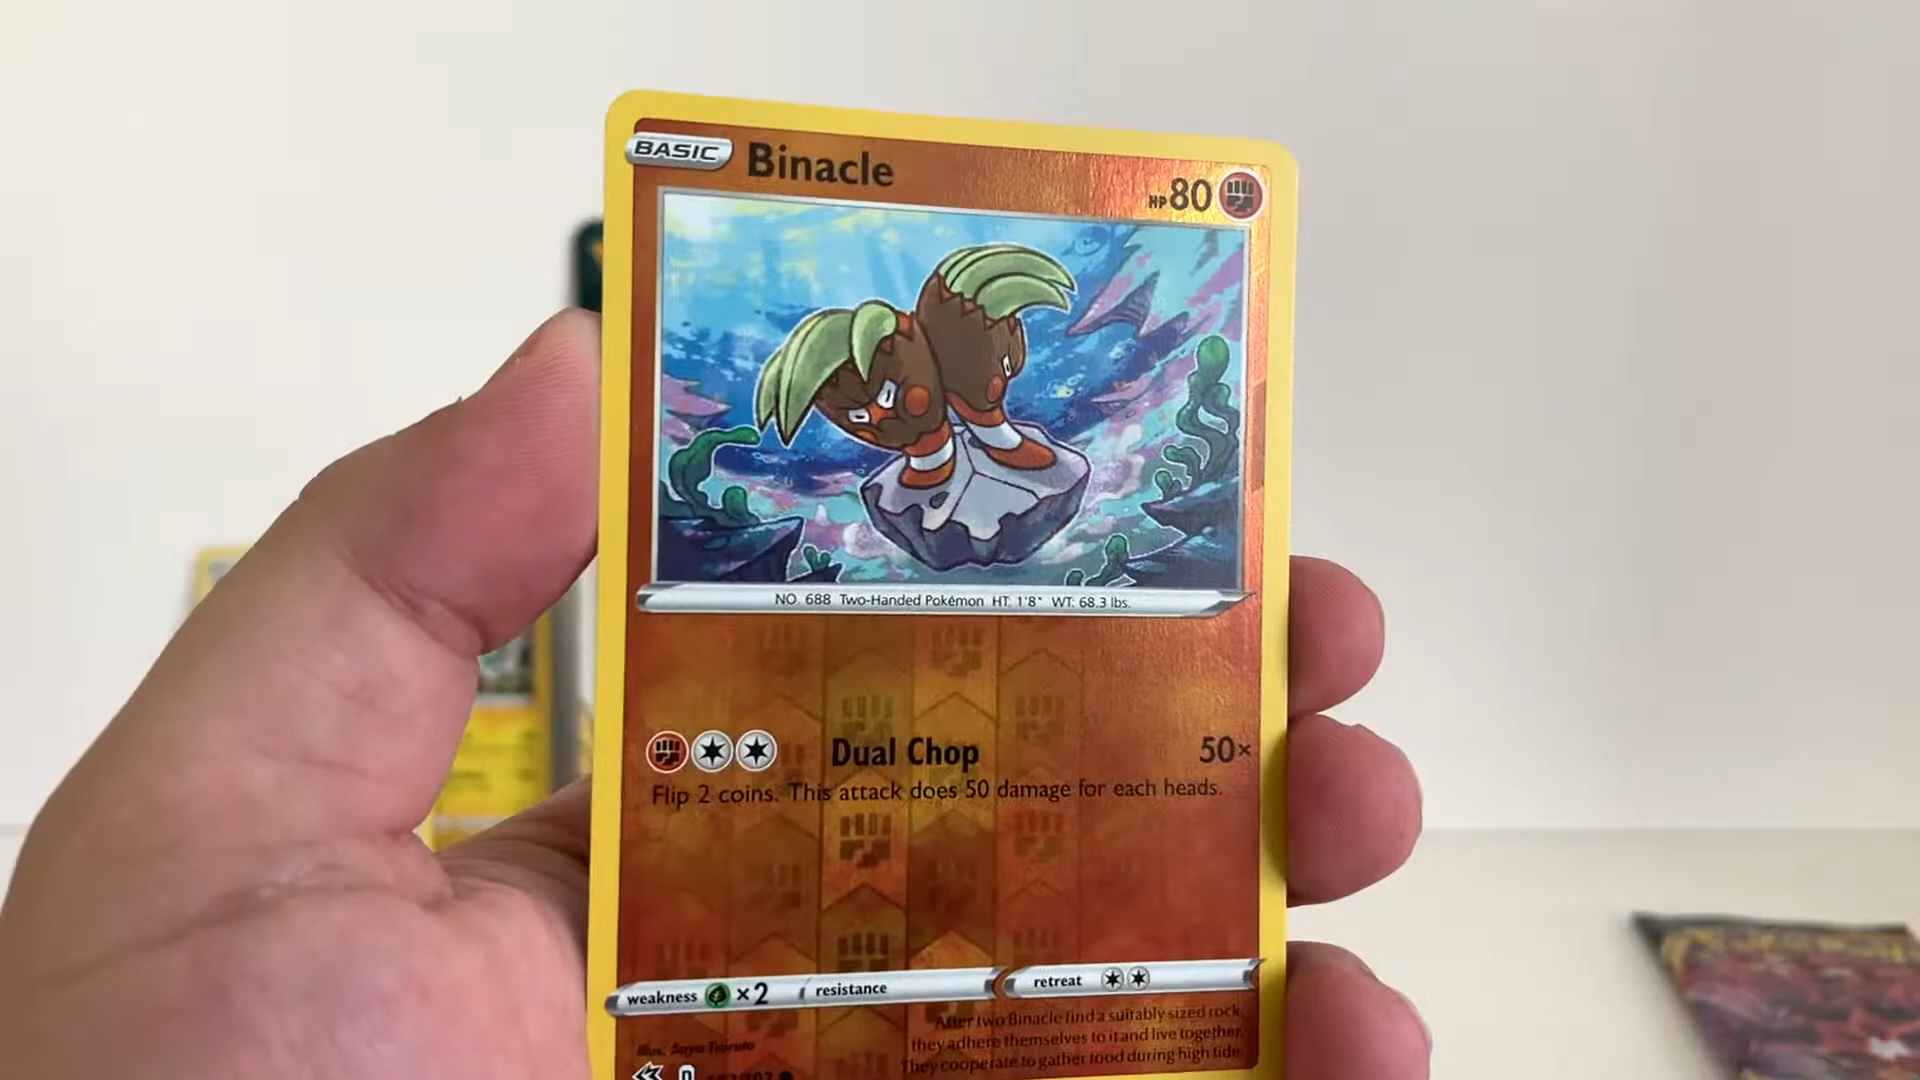 BASIC Binacle HP 80
NO. 688 Two-Handed Pokémon HT: 1'8" WT: 68.3 lbs.
Dual Chop 50×
Flip 2 coins. This attack does 50 damage for each heads.
weakness ×2 resistance retreat
After two Binacle find a suitably sized rock,
they adhere themselves to it and live together.
They cooperate to gather food during high tide.
Illus. Saya Tsuruta
D